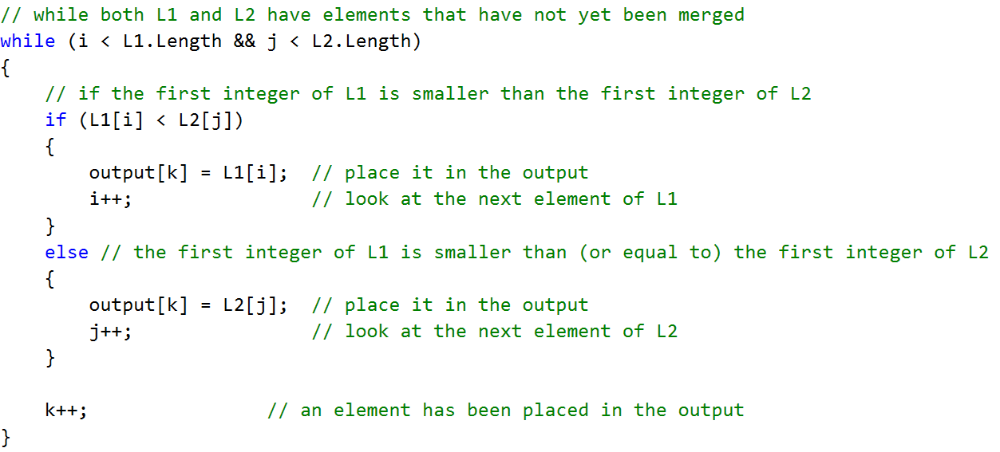 // while both L1 and L2 have elements that have not yet been merged
while (i < L1.Length && j < L2.Length)
{
    // if the first integer of L1 is smaller than the first integer of L2
    if (L1[i] < L2[j])
    {
        output[k] = L1[i];  // place it in the output
        i++;                // look at the next element of L1
    }
    else // the first integer of L1 is smaller than (or equal to) the first integer of L2
    {
        output[k] = L2[j];  // place it in the output
        j++;                // look at the next element of L2
    }

    k++;                // an element has been placed in the output
}